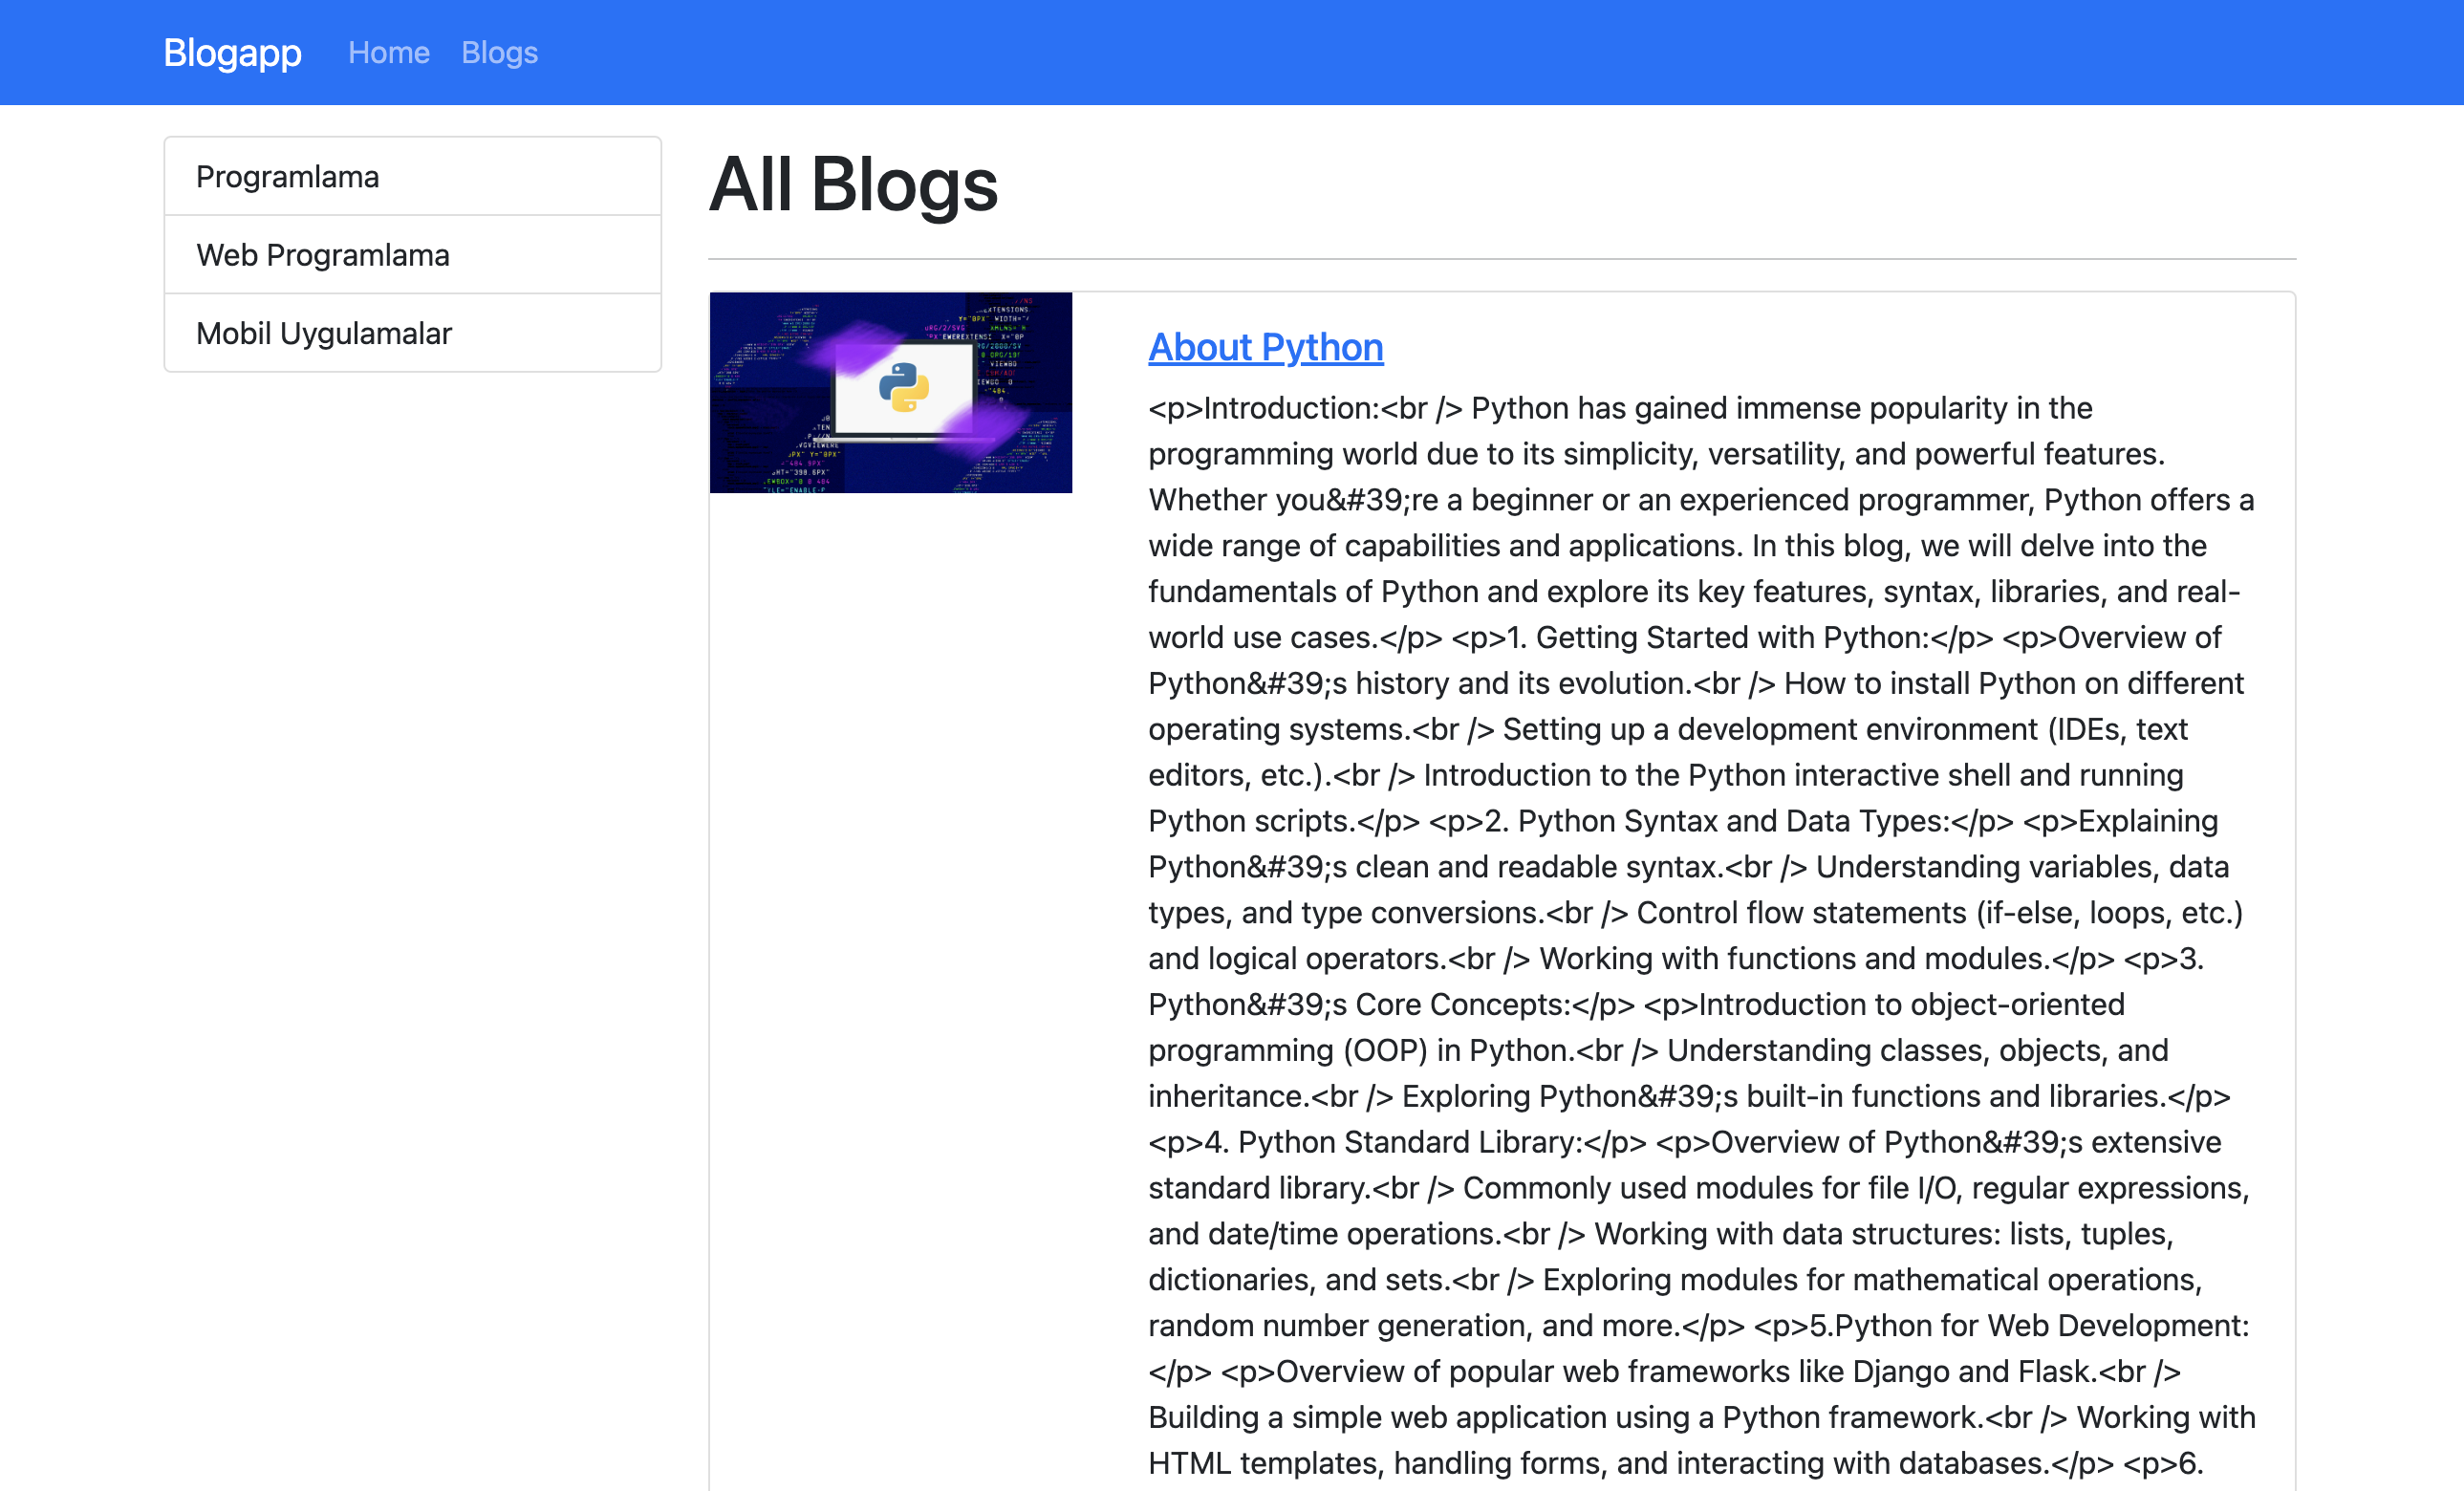 Blogapp Home Blogs
Programlama
Web Programlama
Mobil Uygulamalar
All Blogs
About Python
<p>Introduction:<br /> Python has gained immense popularity in the
programming world due to its simplicity, versatility, and powerful features.
Whether you&#39;re a beginner or an experienced programmer, Python offers a
wide range of capabilities and applications. In this blog, we will delve into the
fundamentals of Python and explore its key features, syntax, libraries, and real-
world use cases.</p> <p>1. Getting Started with Python:</p> <p>Overview of
Python&#39;s history and its evolution.<br /> How to install Python on different
operating systems.<br /> Setting up a development environment (IDEs, text
editors, etc.).<br /> Introduction to the Python interactive shell and running
Python scripts.</p> <p>2. Python Syntax and Data Types:</p> <p>Explaining
Python&#39;s clean and readable syntax.<br /> Understanding variables, data
types, and type conversions.<br /> Control flow statements (if-else, loops, etc.)
and logical operators.<br /> Working with functions and modules.</p> <p>3.
Python&#39;s Core Concepts:</p> <p>Introduction to object-oriented
programming (OOP) in Python.<br /> Understanding classes, objects, and
inheritance.<br /> Exploring Python&#39;s built-in functions and libraries.</p>
<p>4. Python Standard Library:</p> <p>Overview of Python&#39;s extensive
standard library.<br /> Commonly used modules for file I/O, regular expressions,
and date/time operations.<br /> Working with data structures: lists, tuples,
dictionaries, and sets.<br /> Exploring modules for mathematical operations,
random number generation, and more.</p> <p>5.Python for Web Development:
</p> <p>Overview of popular web frameworks like Django and Flask.<br />
Building a simple web application using a Python framework.<br /> Working with
HTML templates, handling forms, and interacting with databases.</p> <p>6.